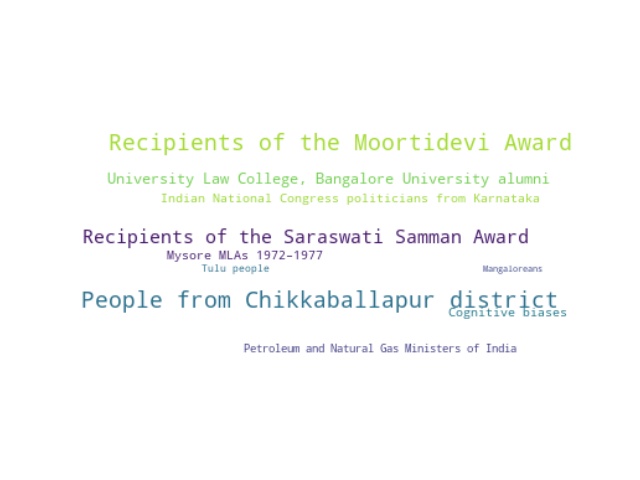 Recipients of the Moortidevi Award
University Law College, Bangalore University alumni
Indian National Congress politicians from Karnataka
Recipients of the Saraswati Samman Award
Mysore MLAs 1972–1977
Tulu people
Mangaloreans
People from Chikkaballapur district
Cognitive biases
Petroleum and Natural Gas Ministers of India